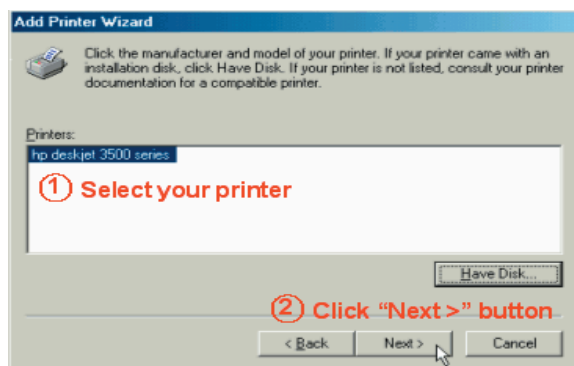 Add Printer Wizard
Click the manufacturer and model of your printer. If your printer came with an
installation disk, click Have Disk. If your printer is not listed, consult your printer
documentation for a compatible printer.
Printers:
hp deskjet 3500 series
① Select your printer
Have Disk...
② Click “Next >” button
< Back
Next >
Cancel